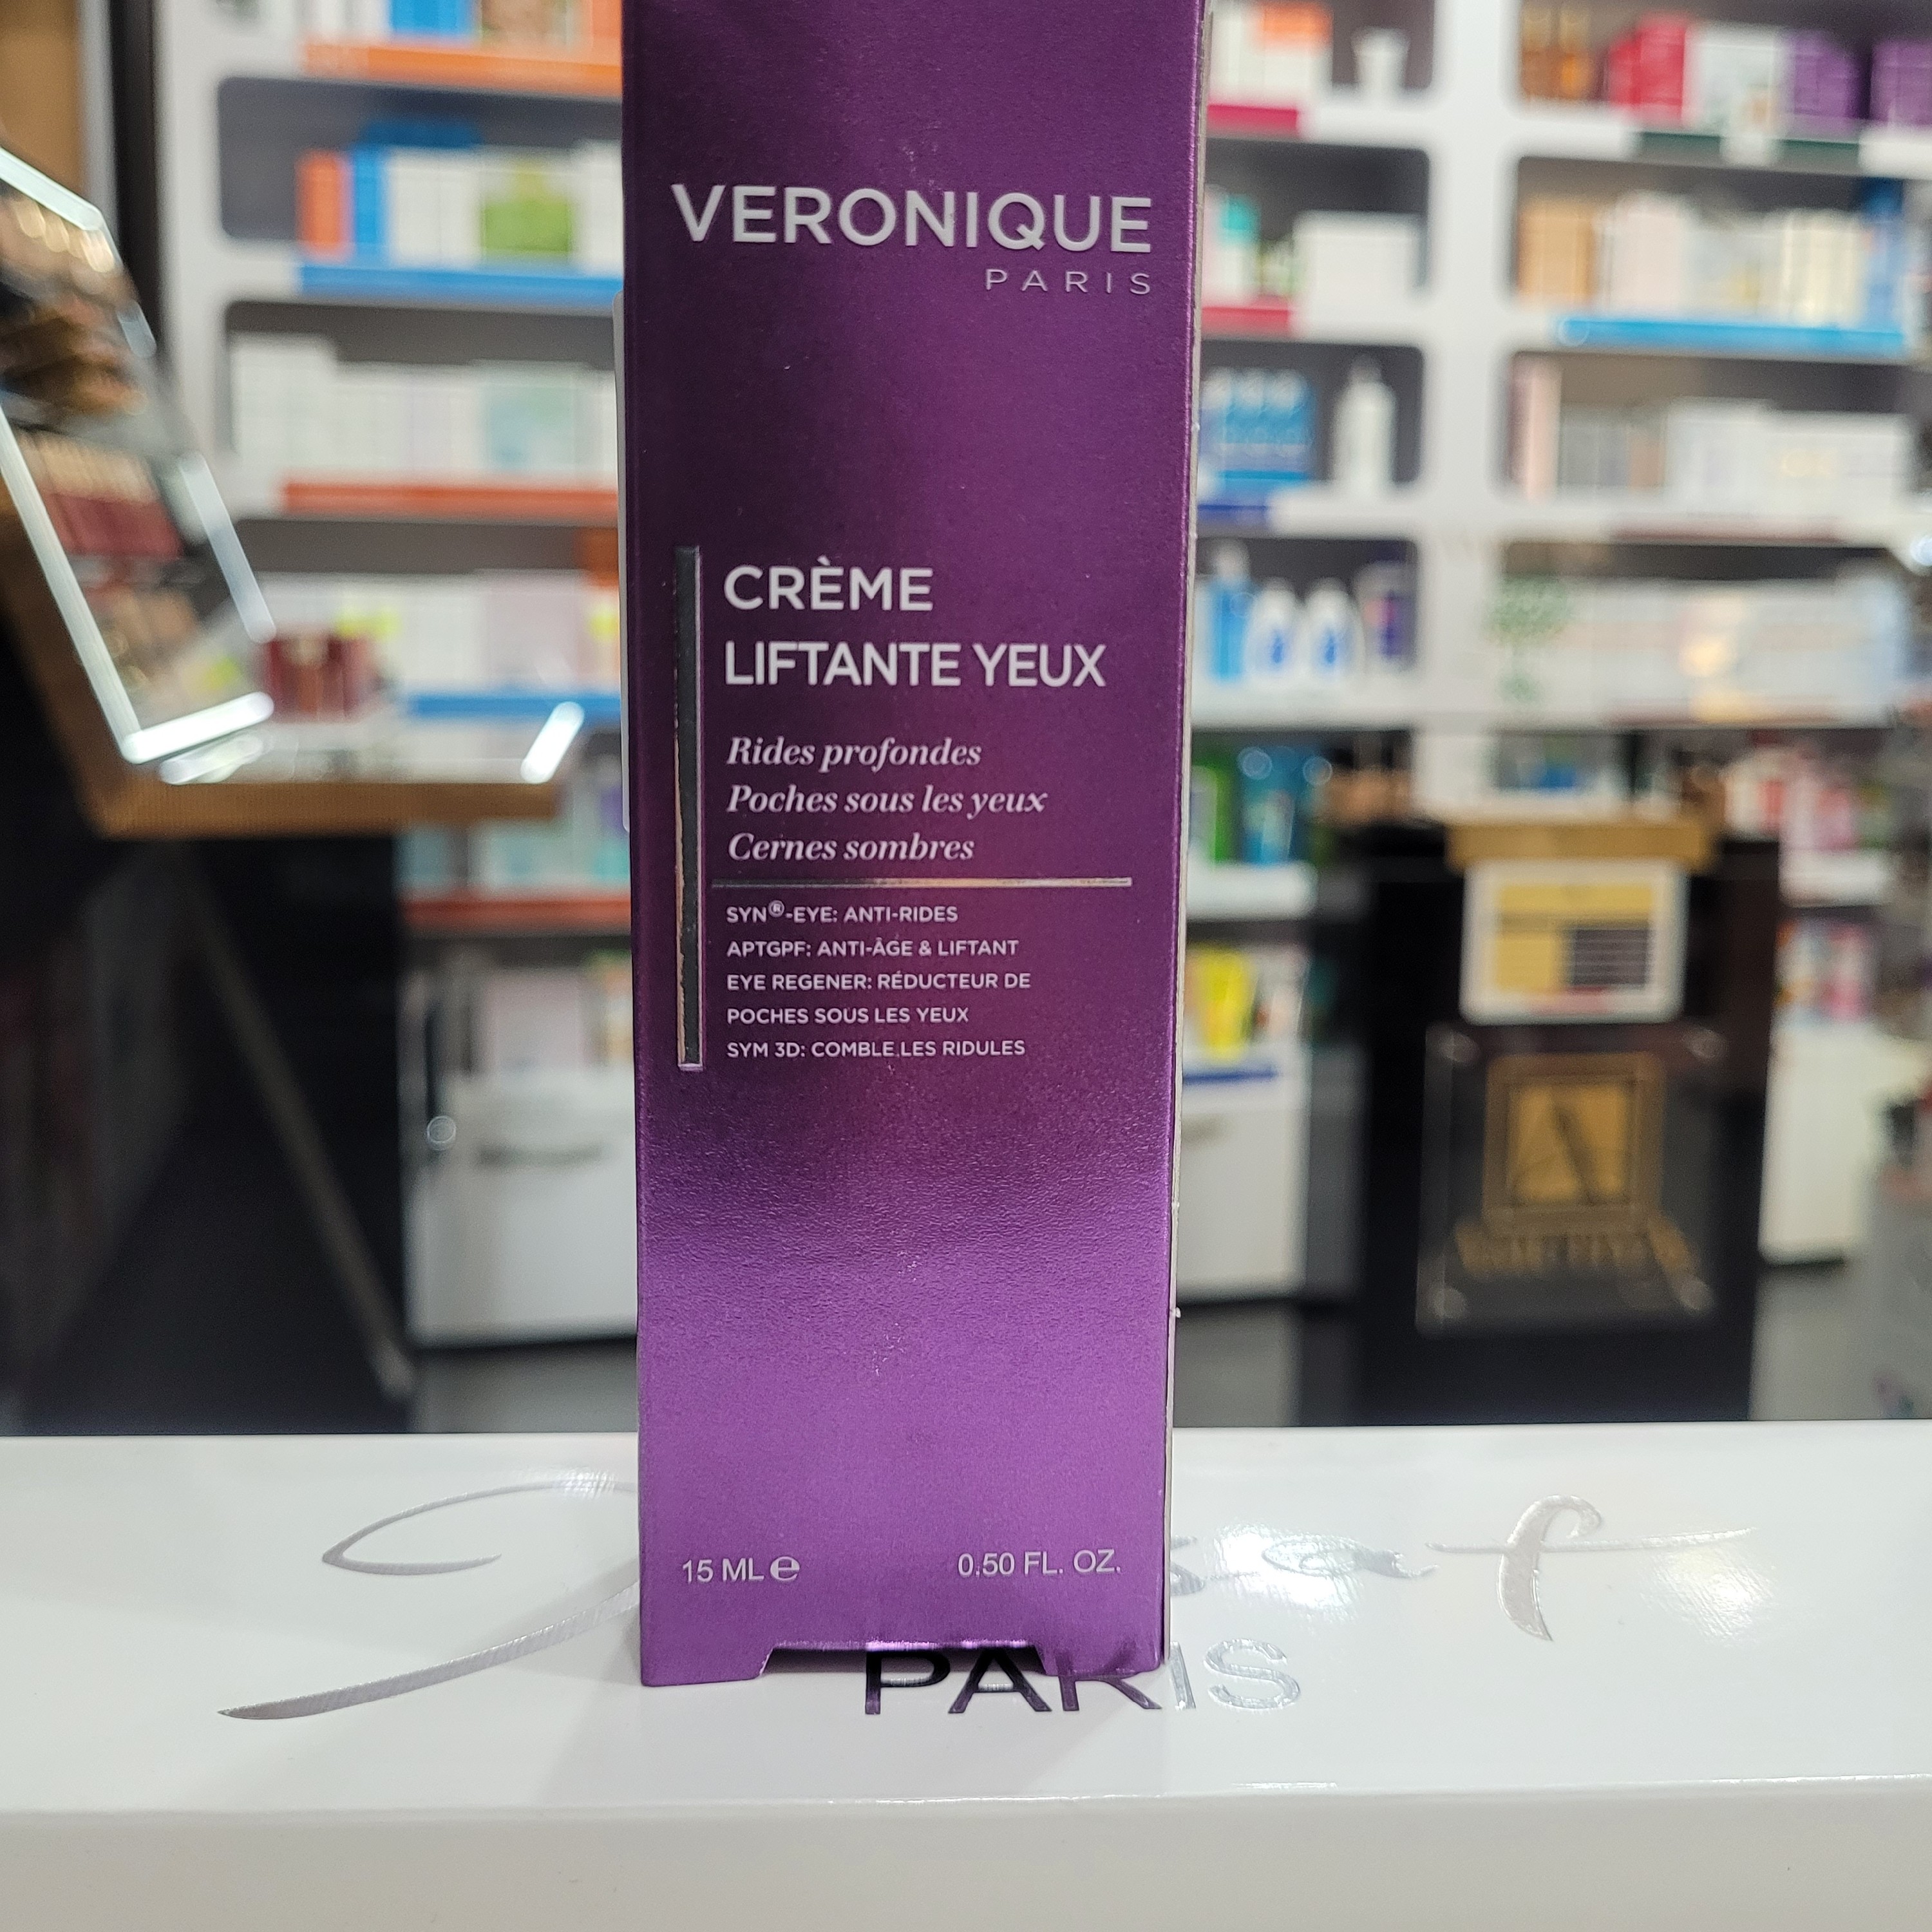 VERONIQUE
PARIS
CRÈME
LIFTANTE YEUX
Rides profondes
Poches sous les yeux
Cernes sombres
SYN®-EYE: ANTI-RIDES
APTGPF: ANTI-ÂGE & LIFTANT
EYE REGENER: RÉDUCTEUR DE
POCHES SOUS LES YEUX
SYM 3D: COMBLE LES RIDULES
15 ML ℮ 0.50 FL. OZ.
PARIS